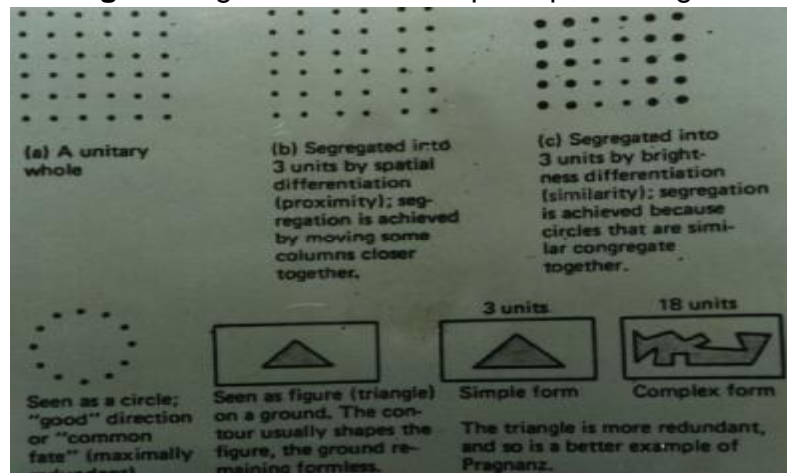 (a) A unitary
whole
(b) Segregated into
3 units by spatial
differentiation
(proximity); seg-
regation is achieved
by moving some
columns closer
together.
(c) Segregated into
3 units by bright-
ness differentiation
(similarity); segregation
is achieved because
circles that are simi-
lar congregate
together.
Seen as a circle;
"good" direction
or "common
fate" (maximally
Seen as figure (triangle)
on a ground. The con-
tour usually shapes the
figure, the ground re-
maining formless.
3 units
Simple form
18 units
Complex form
The triangle is more redundant,
and so is a better example of
Pragnanz.